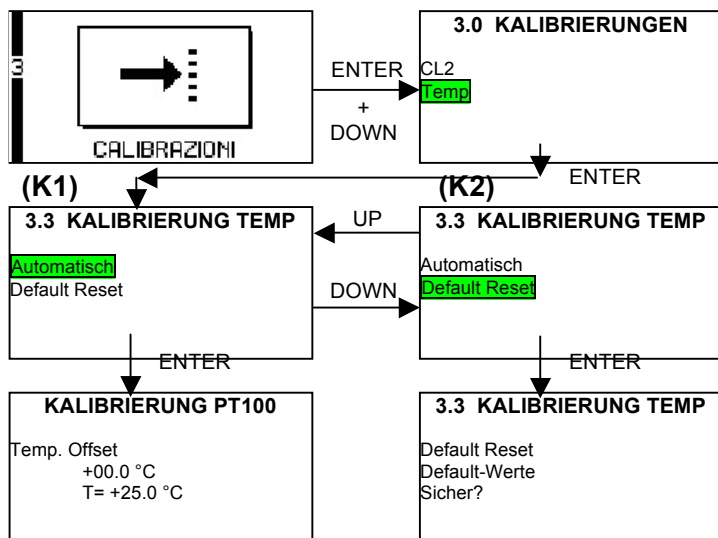 3
CALIBRAZIONI
ENTER
+
DOWN
3.0 KALIBRIERUNGEN
CL2
Temp
ENTER
(K1)
3.3 KALIBRIERUNG TEMP
Automatisch
Default Reset
UP
DOWN
(K2)
3.3 KALIBRIERUNG TEMP
Automatisch
Default Reset
ENTER
ENTER
KALIBRIERUNG PT100
Temp. Offset
+00.0 °C
T= +25.0 °C
3.3 KALIBRIERUNG TEMP
Default Reset
Default-Werte
Sicher?